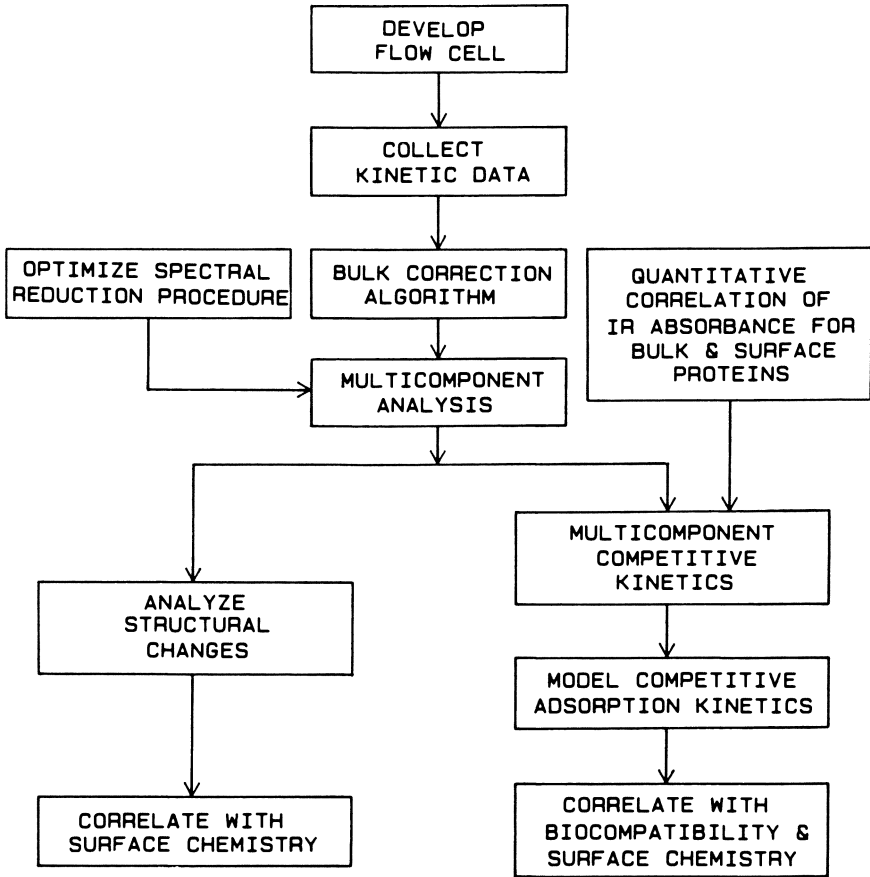 DEVELOP
FLOW CELL
COLLECT
KINETIC DATA
OPTIMIZE SPECTRAL
REDUCTION PROCEDURE
BULK CORRECTION
ALGORITHM
QUANTITATIVE
CORRELATION OF
IR ABSORBANCE FOR
BULK & SURFACE
PROTEINS
MULTICOMPONENT
ANALYSIS
MULTICOMPONENT
COMPETITIVE
KINETICS
ANALYZE
STRUCTURAL
CHANGES
MODEL COMPETITIVE
ADSORPTION KINETICS
CORRELATE WITH
SURFACE CHEMISTRY
CORRELATE WITH
BIOCOMPATIBILITY &
SURFACE CHEMISTRY